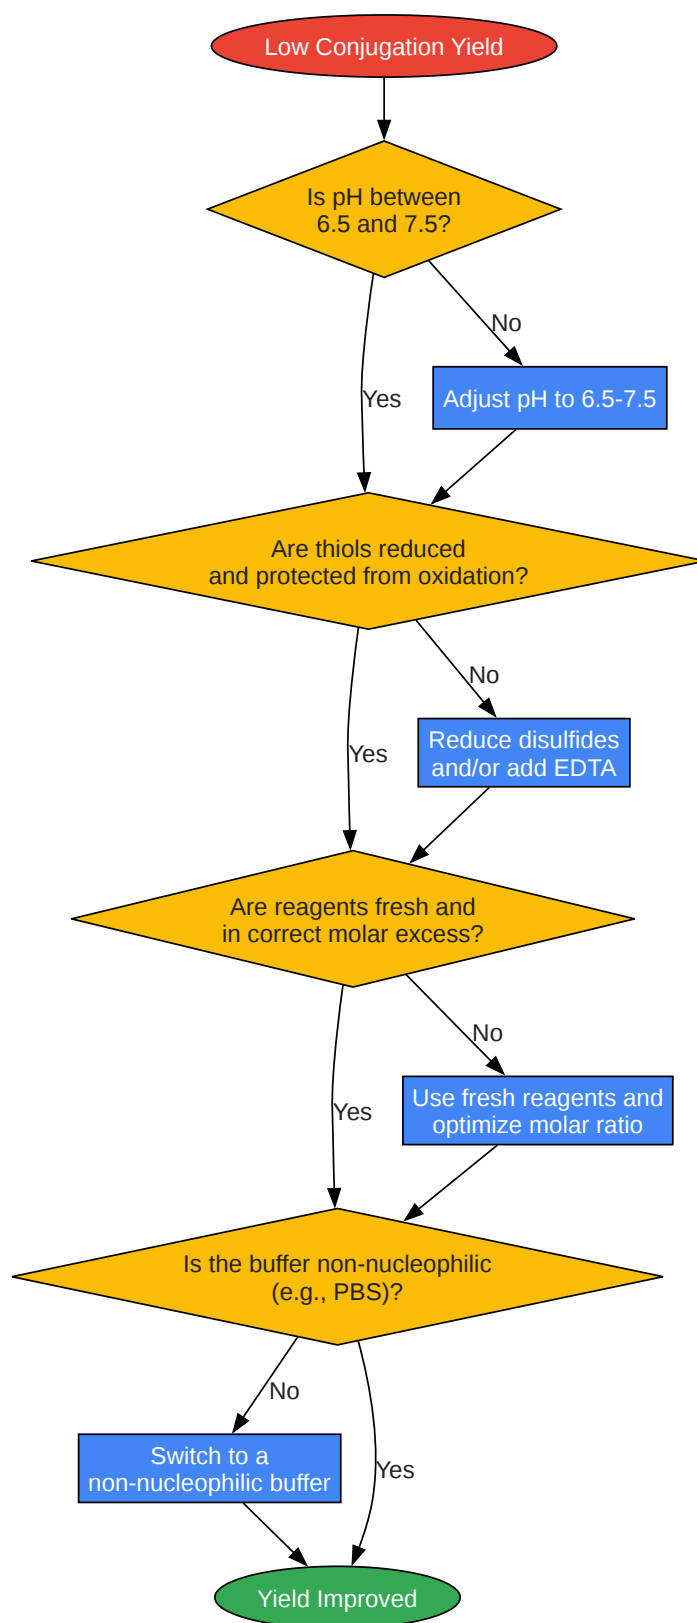 Low Conjugation Yield
Is pH between
6.5 and 7.5?
No
Yes
Adjust pH to 6.5-7.5
Are thiols reduced
and protected from oxidation?
No
Yes
Reduce disulfides
and/or add EDTA
Are reagents fresh and
in correct molar excess?
No
Yes
Use fresh reagents and
optimize molar ratio
Is the buffer non-nucleophilic
(e.g., PBS)?
No
Switch to a
non-nucleophilic buffer
Yes
Yield Improved